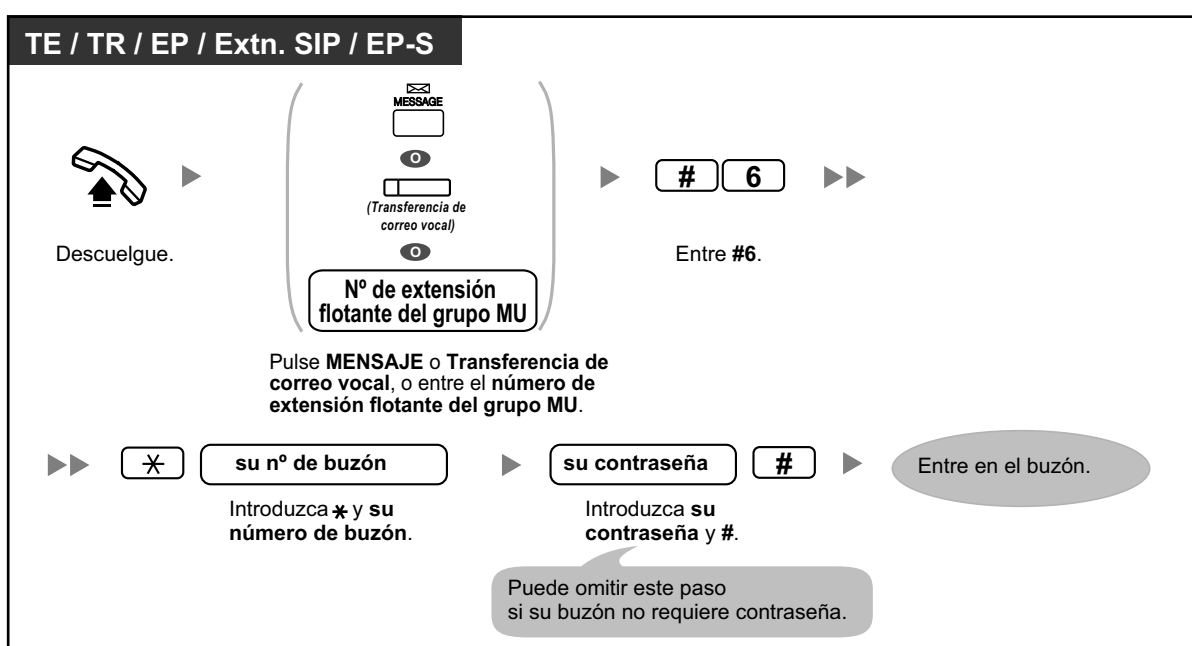 TE / TR / EP / Extn. SIP / EP-S
MESSAGE
O
(Transferencia de
correo vocal)
O
Nº de extensión
flotante del grupo MU
# 6
Descuelgue.
Entre #6.
Pulse MENSAJE o Transferencia de
correo vocal, o entre el número de
extensión flotante del grupo MU.
* su nº de buzón
su contraseña #
Entre en el buzón.
Introduzca * y su
número de buzón.
Introduzca su
contraseña y #.
Puede omitir este paso
si su buzón no requiere contraseña.